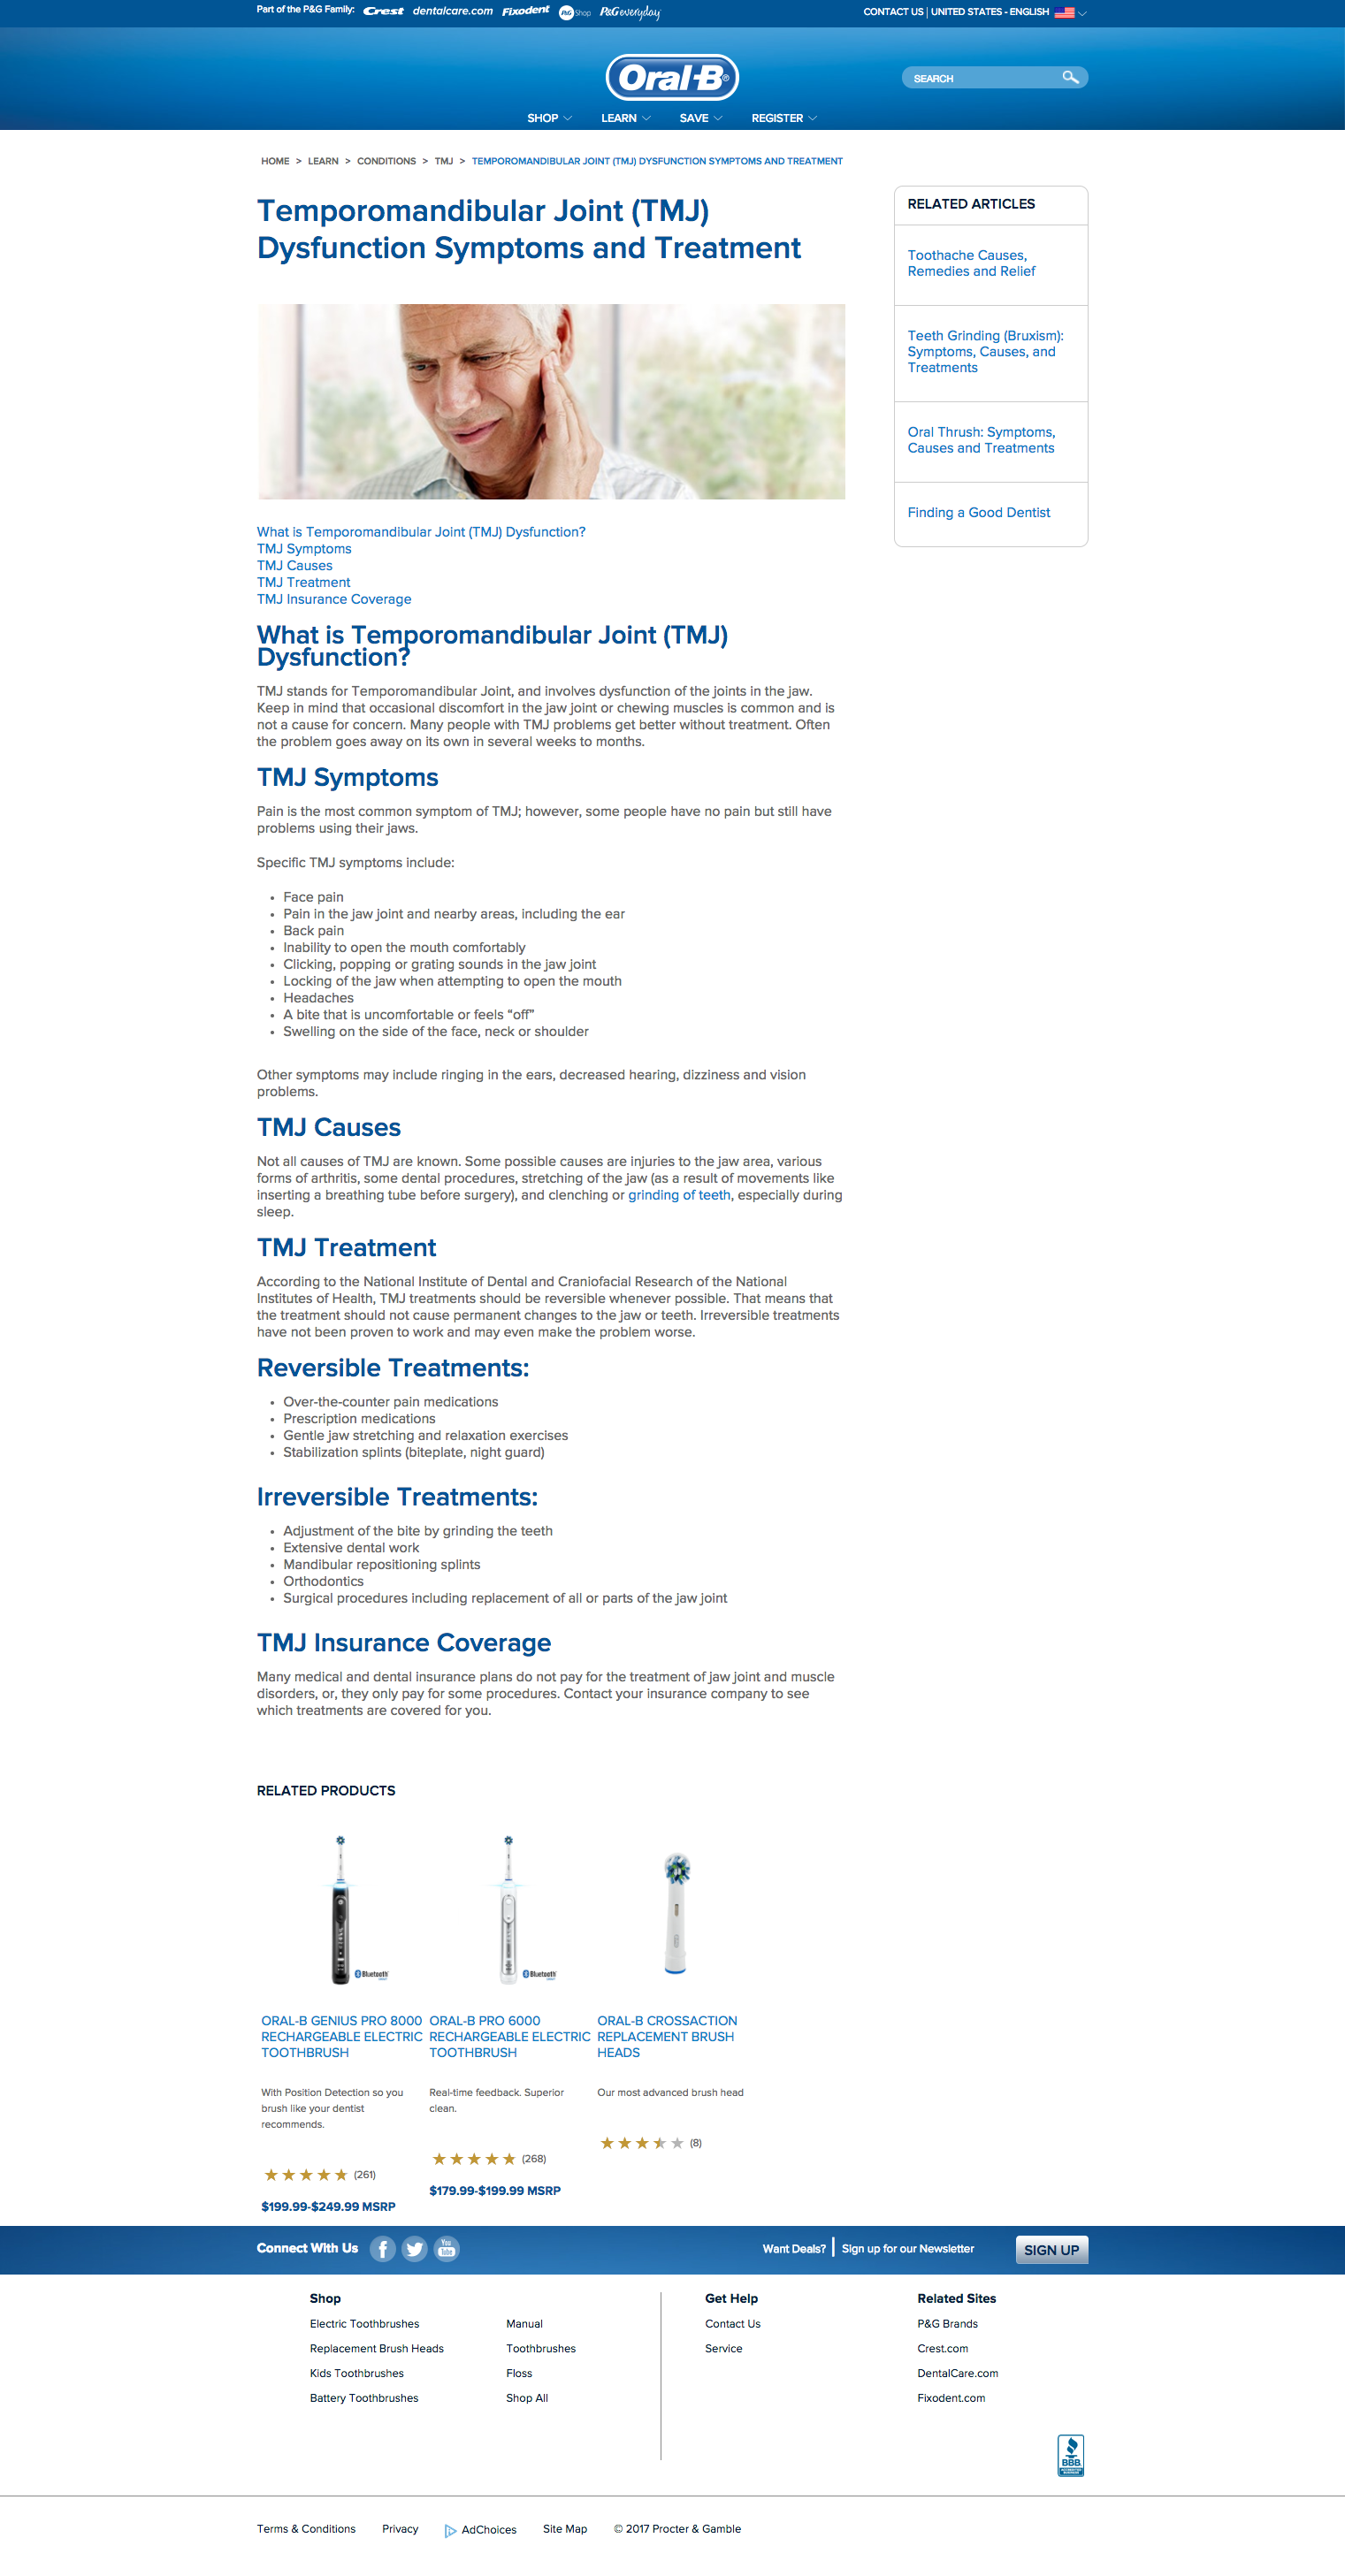 Part of the P&G Family: Crest dentalcare.com Fixodent P&G Shop P&G everyday
CONTACT US | UNITED STATES - ENGLISH
Oral-B®
SEARCH
SHOP LEARN SAVE REGISTER
HOME > LEARN > CONDITIONS > TMJ > TEMPOROMANDIBULAR JOINT (TMJ) DYSFUNCTION SYMPTOMS AND TREATMENT
Temporomandibular Joint (TMJ)
Dysfunction Symptoms and Treatment
RELATED ARTICLES
Toothache Causes,
Remedies and Relief
Teeth Grinding (Bruxism):
Symptoms, Causes, and
Treatments
Oral Thrush: Symptoms,
Causes and Treatments
Finding a Good Dentist
What is Temporomandibular Joint (TMJ) Dysfunction?
TMJ Symptoms
TMJ Causes
TMJ Treatment
TMJ Insurance Coverage
What is Temporomandibular Joint (TMJ)
Dysfunction?
TMJ stands for Temporomandibular Joint, and involves dysfunction of the joints in the jaw.
Keep in mind that occasional discomfort in the jaw joint or chewing muscles is common and is
not a cause for concern. Many people with TMJ problems get better without treatment. Often
the problem goes away on its own in several weeks to months.
TMJ Symptoms
Pain is the most common symptom of TMJ; however, some people have no pain but still have
problems using their jaws.
Specific TMJ symptoms include:
• Face pain
• Pain in the jaw joint and nearby areas, including the ear
• Back pain
• Inability to open the mouth comfortably
• Clicking, popping or grating sounds in the jaw joint
• Locking of the jaw when attempting to open the mouth
• Headaches
• A bite that is uncomfortable or feels “off”
• Swelling on the side of the face, neck or shoulder
Other symptoms may include ringing in the ears, decreased hearing, dizziness and vision
problems.
TMJ Causes
Not all causes of TMJ are known. Some possible causes are injuries to the jaw area, various
forms of arthritis, some dental procedures, stretching of the jaw (as a result of movements like
inserting a breathing tube before surgery), and clenching or grinding of teeth, especially during
sleep.
TMJ Treatment
According to the National Institute of Dental and Craniofacial Research of the National
Institutes of Health, TMJ treatments should be reversible whenever possible. That means that
the treatment should not cause permanent changes to the jaw or teeth. Irreversible treatments
have not been proven to work and may even make the problem worse.
Reversible Treatments:
• Over-the-counter pain medications
• Prescription medications
• Gentle jaw stretching and relaxation exercises
• Stabilization splints (biteplate, night guard)
Irreversible Treatments:
• Adjustment of the bite by grinding the teeth
• Extensive dental work
• Mandibular repositioning splints
• Orthodontics
• Surgical procedures including replacement of all or parts of the jaw joint
TMJ Insurance Coverage
Many medical and dental insurance plans do not pay for the treatment of jaw joint and muscle
disorders, or, they only pay for some procedures. Contact your insurance company to see
which treatments are covered for you.
RELATED PRODUCTS
Bluetooth
Bluetooth
ORAL-B GENIUS PRO 8000
RECHARGEABLE ELECTRIC
TOOTHBRUSH
With Position Detection so you
brush like your dentist
recommends.
(261)
$199.99-$249.99 MSRP
ORAL-B PRO 6000
RECHARGEABLE ELECTRIC
TOOTHBRUSH
Real-time feedback. Superior
clean.
(268)
$179.99-$199.99 MSRP
ORAL-B CROSSACTION
REPLACEMENT BRUSH
HEADS
Our most advanced brush head
(8)
Connect With Us
You Tube
Want Deals? | Sign up for our Newsletter
SIGN UP
Shop
Electric Toothbrushes
Replacement Brush Heads
Kids Toothbrushes
Battery Toothbrushes
Manual
Toothbrushes
Floss
Shop All
Get Help
Contact Us
Service
Related Sites
P&G Brands
Crest.com
DentalCare.com
Fixodent.com
BBB
Terms & Conditions Privacy AdChoices Site Map © 2017 Procter & Gamble